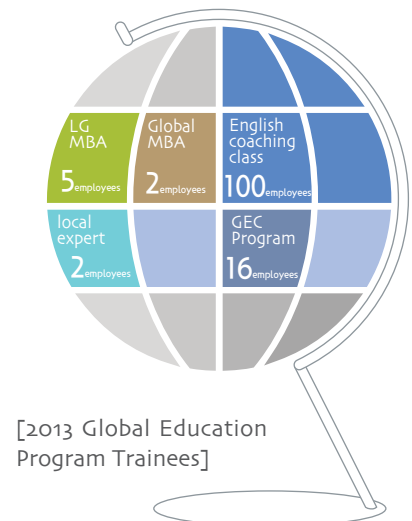 LG
MBA
5employees
Global
MBA
2employees
English
coaching
class
100employees
local
expert
2employees
GEC
Program
16employees
[2013 Global Education
Program Trainees]